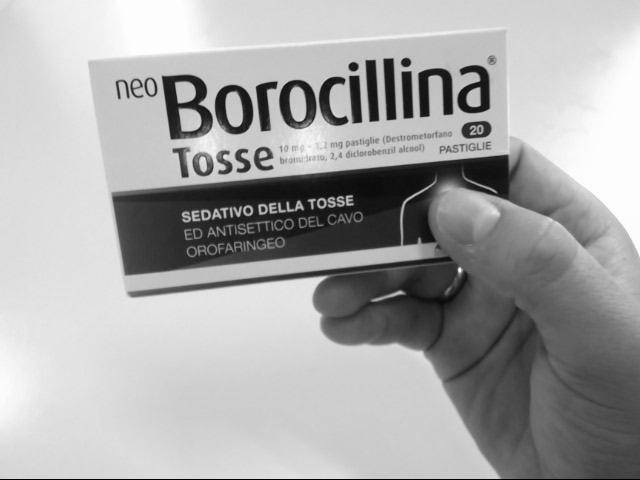 neo Borocillina®
Tosse 10 mg + 1,2 mg pastiglie (Destrometorfano
bromidrato, 2,4 diclorobenzil alcool)
20
PASTIGLIE
SEDATIVO DELLA TOSSE
ED ANTISETTICO DEL CAVO
OROFARINGEO